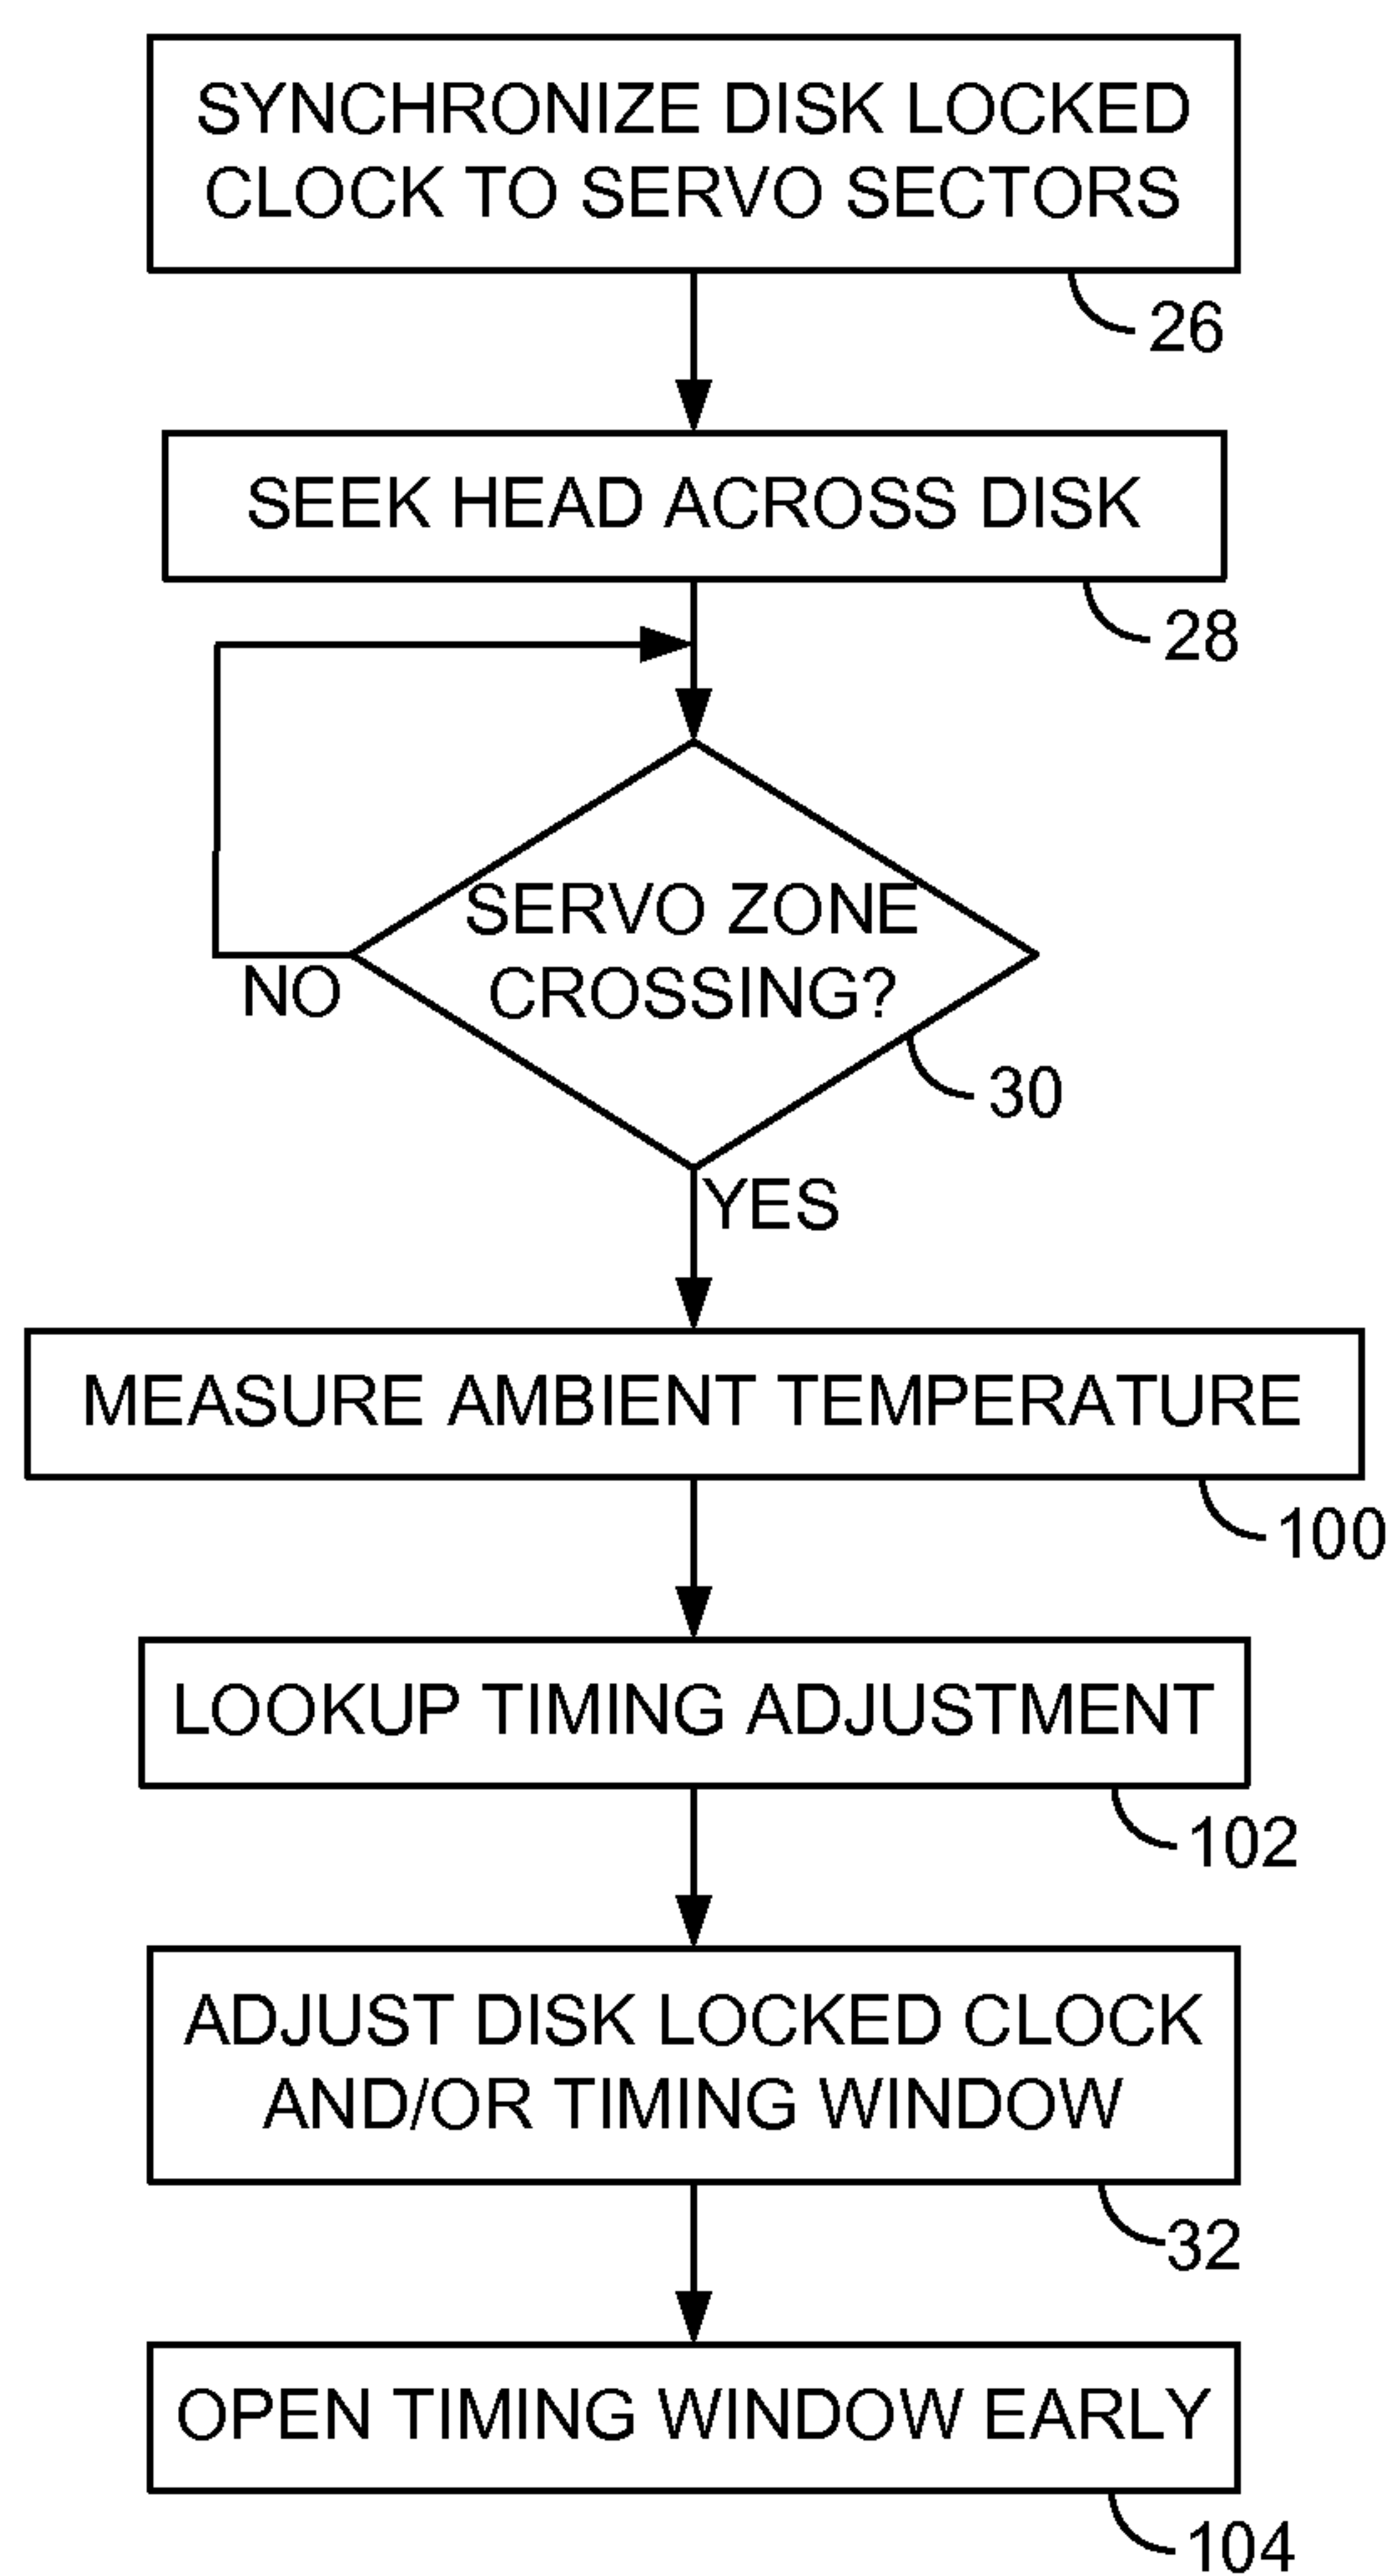 SYNCHRONIZE DISK LOCKED
CLOCK TO SERVO SECTORS
26
SEEK HEAD ACROSS DISK
28
SERVO ZONE
CROSSING?
NO
30
YES
MEASURE AMBIENT TEMPERATURE
100
LOOKUP TIMING ADJUSTMENT
102
ADJUST DISK LOCKED CLOCK
AND/OR TIMING WINDOW
32
OPEN TIMING WINDOW EARLY
104